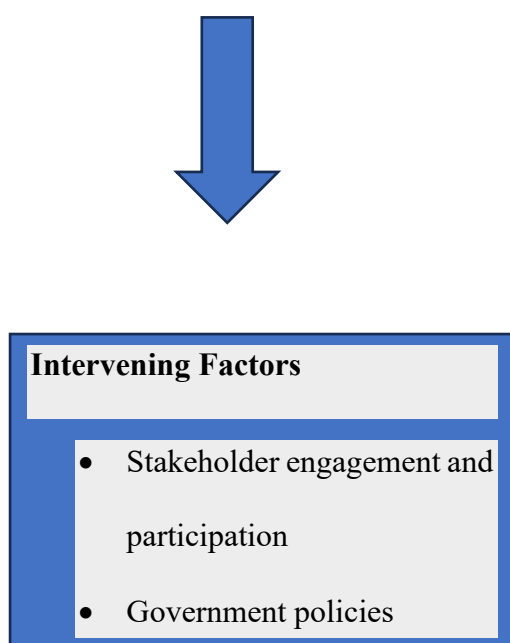 Intervening Factors
• Stakeholder engagement and
participation
• Government policies